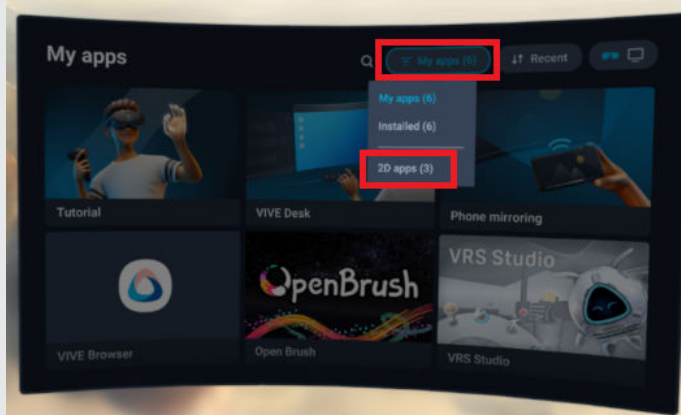 My apps
My apps (6)
Recent
My apps (6)
Installed (6)
2D apps (3)
Tutorial
VIVE Desk
Phone mirroring
OpenBrush
VRS Studio
VIVE Browser
Open Brush
VRS Studio